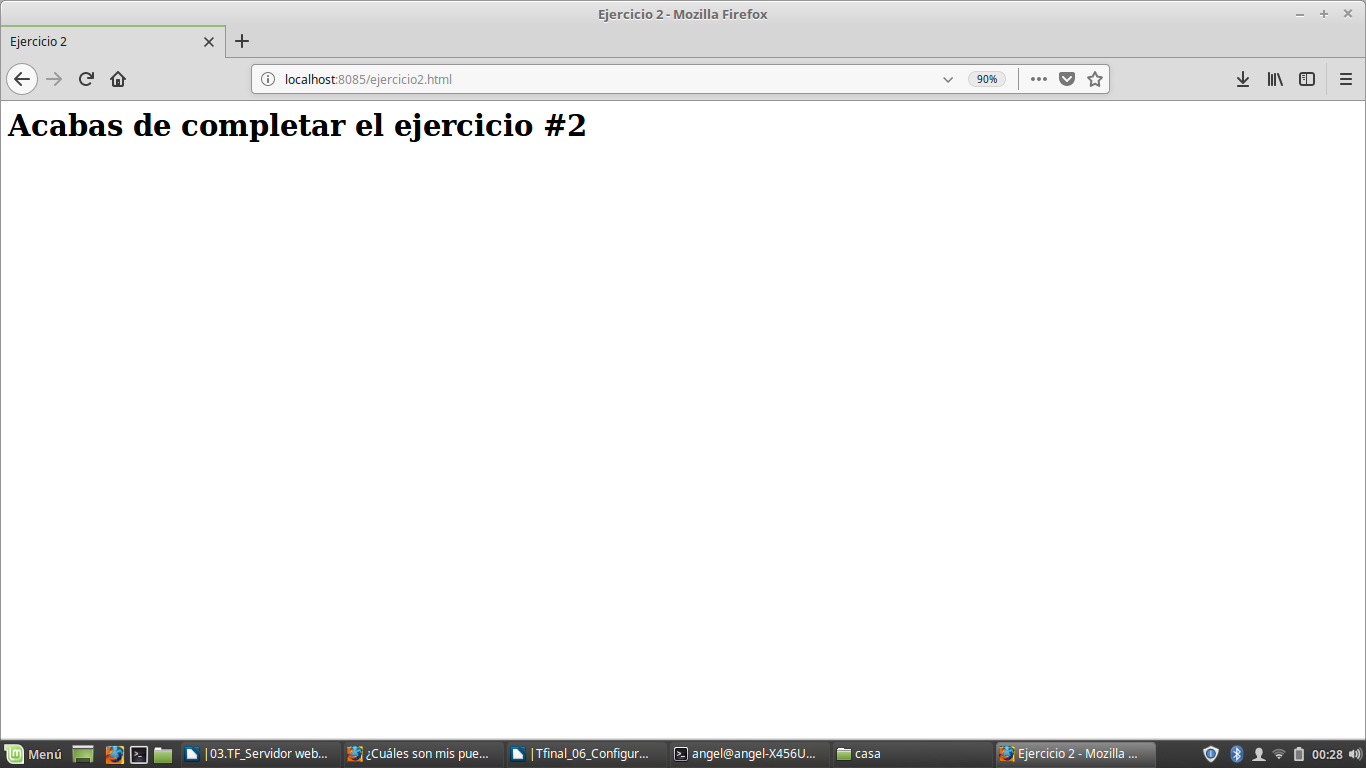 Ejercicio 2 - Mozilla Firefox
Ejercicio 2
localhost:8085/ejercicio2.html
90%
Acabas de completar el ejercicio #2
Menú
|03.TF_Servidor web...
¿Cuáles son mis pue...
|Tfinal_06_Configur...
angel@angel-X456U...
casa
Ejercicio 2 - Mozilla ...
00:28